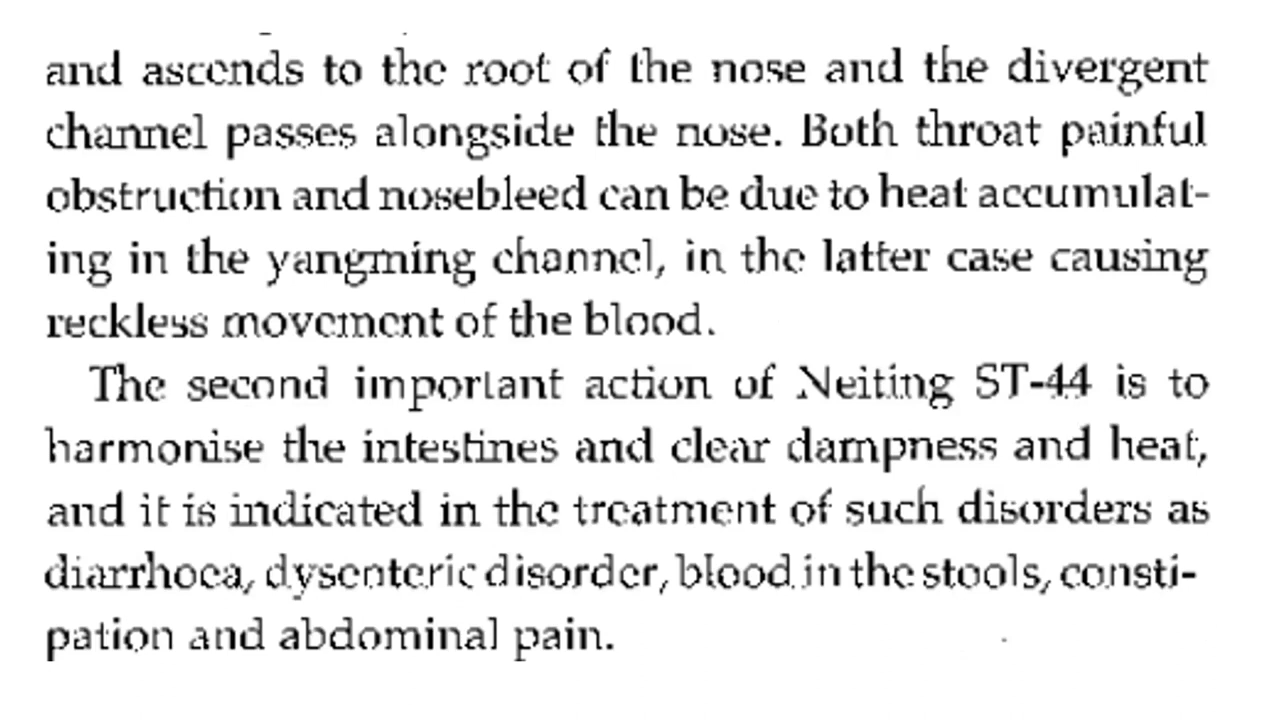 and ascends to the root of the nose and the divergent
channel passes alongside the nose. Both throat painful
obstruction and nosebleed can be due to heat accumulat-
ing in the yangming channel, in the latter case causing
reckless movement of the blood.
The second important action of Neiting ST-44 is to
harmonise the intestines and clear dampness and heat,
and it is indicated in the treatment of such disorders as
diarrhoea, dysenteric disorder, blood in the stools, consti-
pation and abdominal pain.